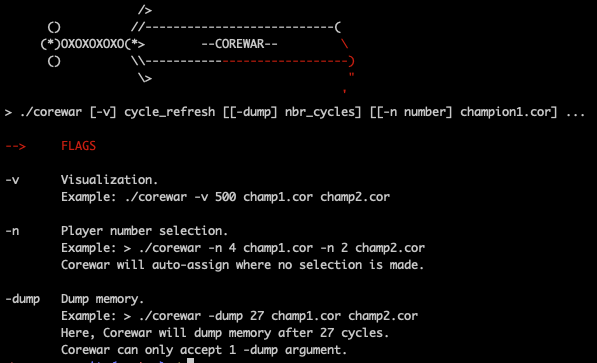 />
() //---------------------------(
(*)OXOXOXOXO(*> --COREWAR-- \
() \\-----------------------------)
\> "
'
> ./corewar [-v] cycle_refresh [[-dump] nbr_cycles] [[-n number] champion1.cor] ...
--> FLAGS
-v Visualization.
Example: ./corewar -v 500 champ1.cor champ2.cor
-n Player number selection.
Example: > ./corewar -n 4 champ1.cor -n 2 champ2.cor
Corewar will auto-assign where no selection is made.
-dump Dump memory.
Example: > ./corewar -dump 27 champ1.cor champ2.cor
Here, Corewar will dump memory after 27 cycles.
Corewar can only accept 1 -dump argument.